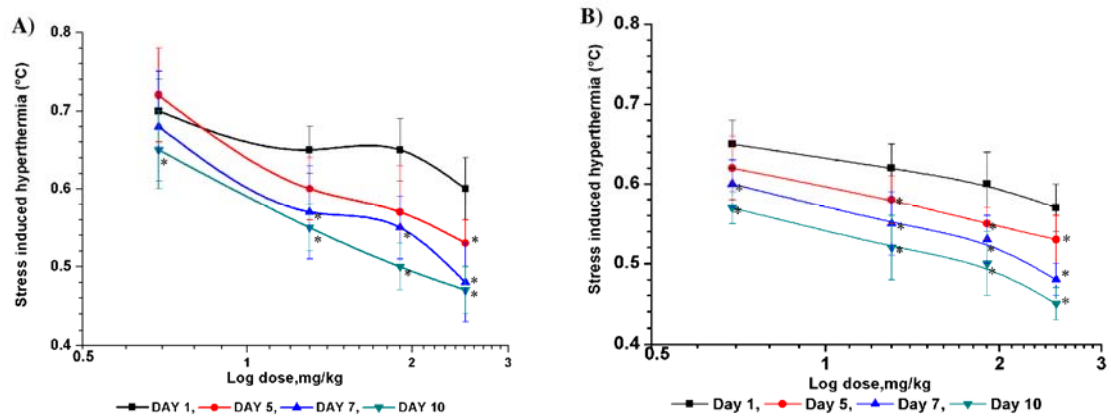 A)
Stress induced hyperthermia (°C)
0.8
0.7
0.6
0.5
0.4
0.5
1
2
3
Log dose,mg/kg
DAY 1, DAY 5, DAY 7, DAY 10
B)
Stress induced hyperthermia (°C)
0.8
0.7
0.6
0.5
0.4
0.5
1
2
3
Log dose,mg/kg
Day 1, Day 5, Day 7, Day 10